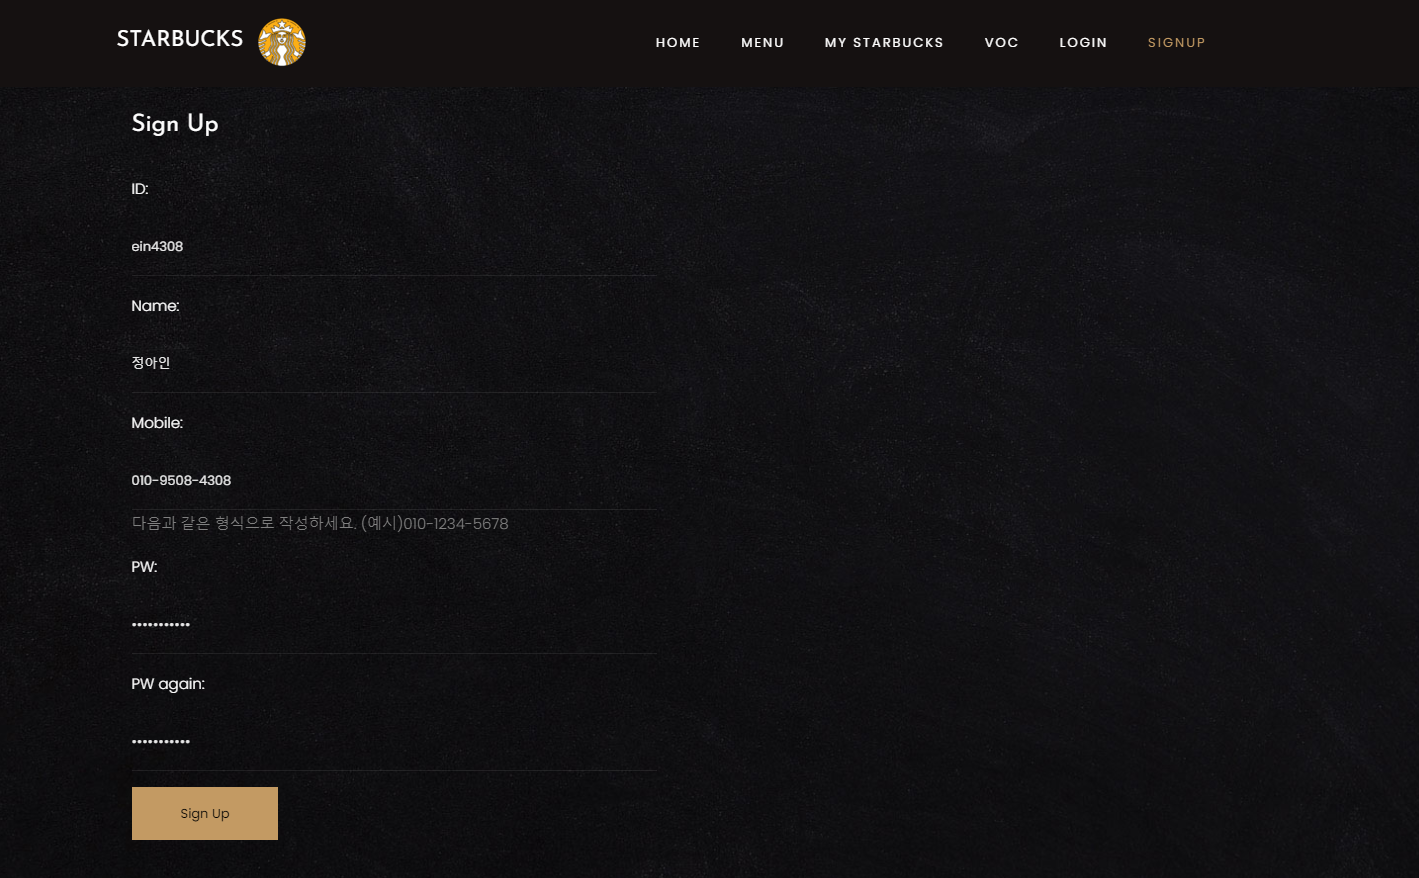 STARBUCKS
HOME MENU MY STARBUCKS VOC LOGIN SIGNUP
Sign Up
ID:
ein4308
Name:
정아인
Mobile:
010-9508-4308
다음과 같은 형식으로 작성하세요. (예시)010-1234-5678
PW:
•••••••••••
PW again:
•••••••••••
Sign Up